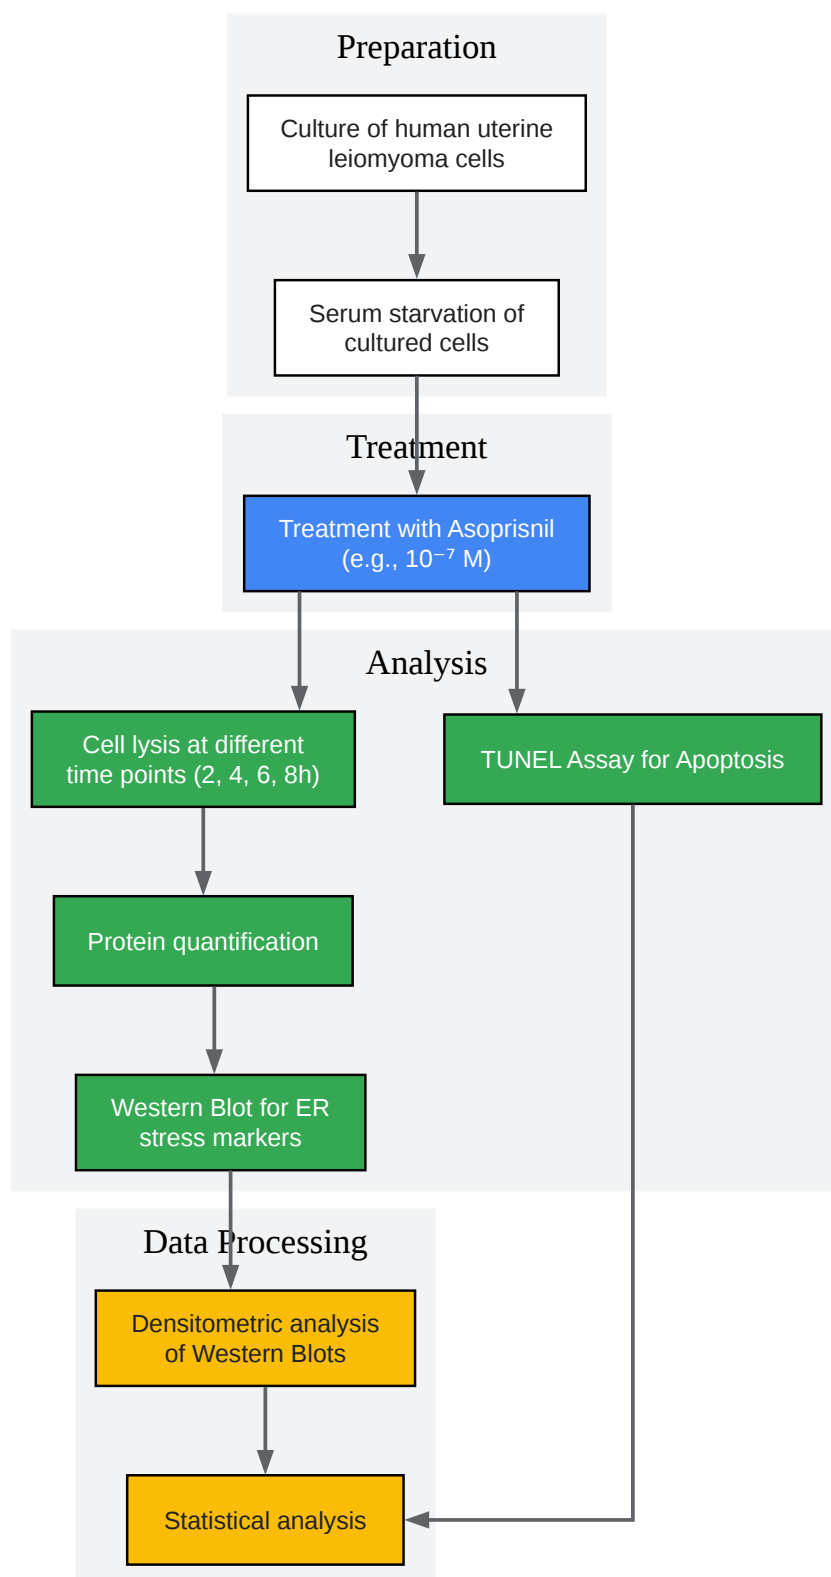 Preparation
Culture of human uterine
leiomyoma cells
Serum starvation of
cultured cells
Treatment
Treatment with Asoprisnil
(e.g., 10⁻⁷ M)
Analysis
Cell lysis at different
time points (2, 4, 6, 8h)
TUNEL Assay for Apoptosis
Protein quantification
Western Blot for ER
stress markers
Data Processing
Densitometric analysis
of Western Blots
Statistical analysis